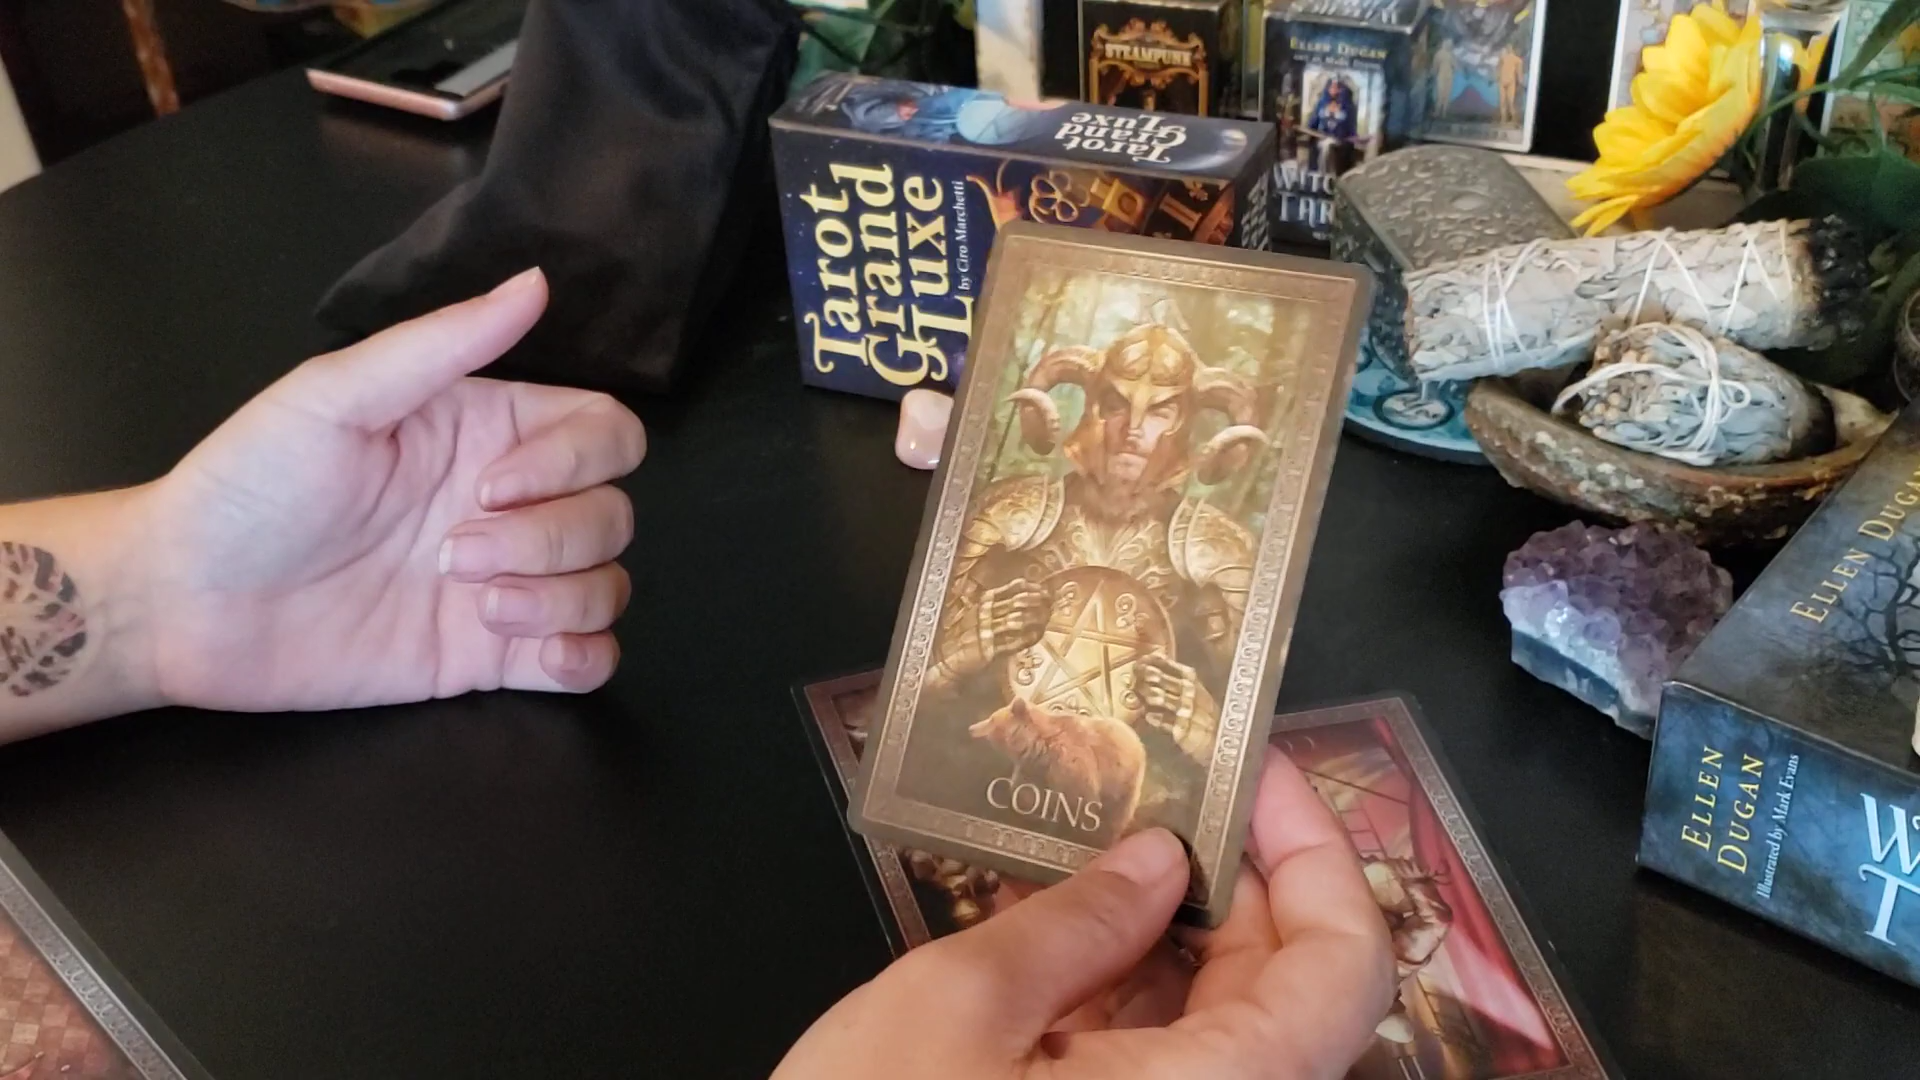 STEAMPUNK
ELLEN DUGAN
Tarot
Grand
Luxe
Tarot
Grand
Luxe
by Ciro Marchetti
COINS
ELLEN DUGAN
ELLEN
DUGAN
Illustrated by Mark Evans